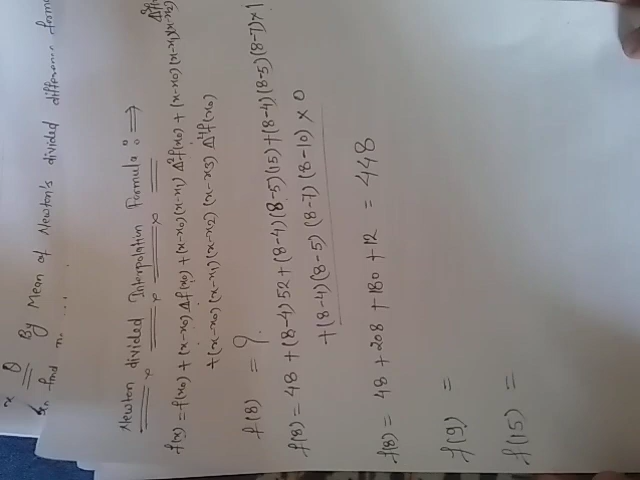 Q By Mean of Newton's divided difference
find
Newton divided Interpolation Formula :⇒
f(x) = f(x₀) + (x-x₀) Δf(x₀) + (x-x₀)(x-x₁) Δ²f(x₀) + (x-x₀)(x-x₁)(x-x₂)
+ (x-x₀)(x-x₁)(x-x₂)(x-x₃) Δ⁴f(x₀)
f(8) = ?
f(8) = 48 + (8-4) 52 + (8-4)(8-5)(15) + (8-4)(8-5)(8-7)×1
+ (8-4)(8-5)(8-7)(8-10) × 0
f(8) = 48 + 208 + 180 + 12 = 448
f(9) =
f(15) =